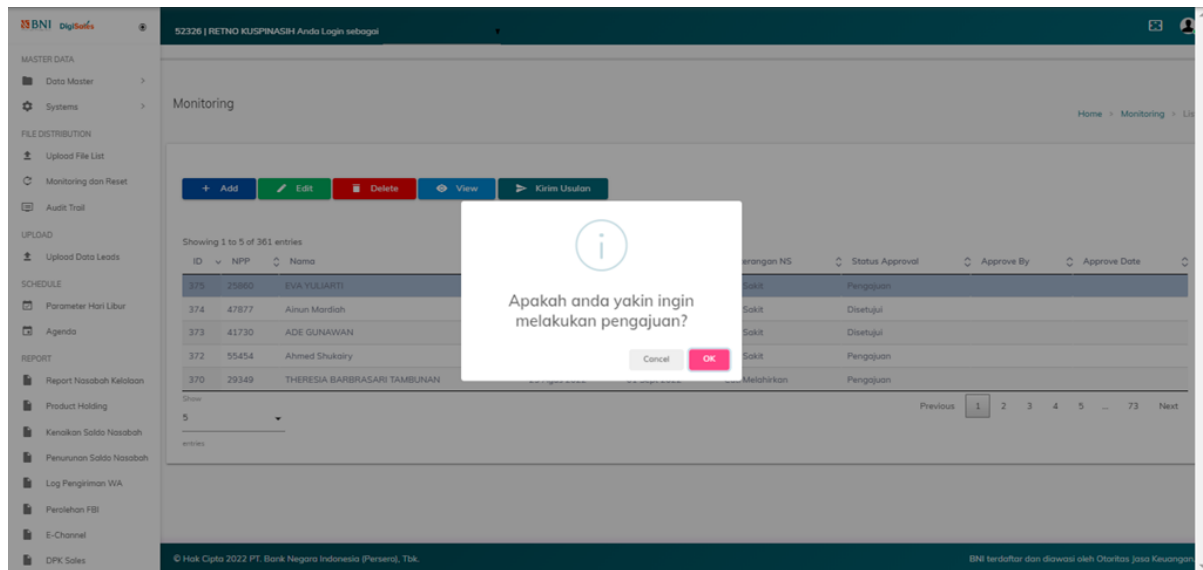 BNI DigiSales
52326 | RETNO KUSPINASIH Anda Login sebagai
MASTER DATA
Data Master
Systems
FILE DISTRIBUTION
Upload File List
Monitoring dan Reset
Audit Trail
UPLOAD
Upload Data Leads
SCHEDULE
Parameter Hari Libur
Agenda
REPORT
Report Nasabah Kelolaan
Product Holding
Kenaikan Saldo Nasabah
Penurunan Saldo Nasabah
Log Pengiriman WA
Perolehan FBI
E-Channel
DPK Sales
Monitoring
Home > Monitoring >
+ Add Edit Delete View Kirim Usulan
Showing 1 to 5 of 361 entries
ID NPP Nama NS Status Approval Approve By Approve Date
375 25860 EVA YULIARTI Sakit Pengajuan
374 47877 Ainun Mardiah Sakit Disetujui
373 41730 ADE GUNAWAN Sakit Disetujui
372 55454 Ahmed Shukairy Sakit Pengajuan
370 29349 THERESIA BARBRASARI TAMBUNAN Melahirkan Pengajuan
Show
5
entries
Previous 1 2 3 4 5 ... 73 Next
Apakah anda yakin ingin
melakukan pengajuan?
Cancel OK
© Hak Cipta 2022 PT. Bank Negara Indonesia (Persero), Tbk.
BNI terdaftar dan diawasi oleh Otoritas Jasa Keuangan